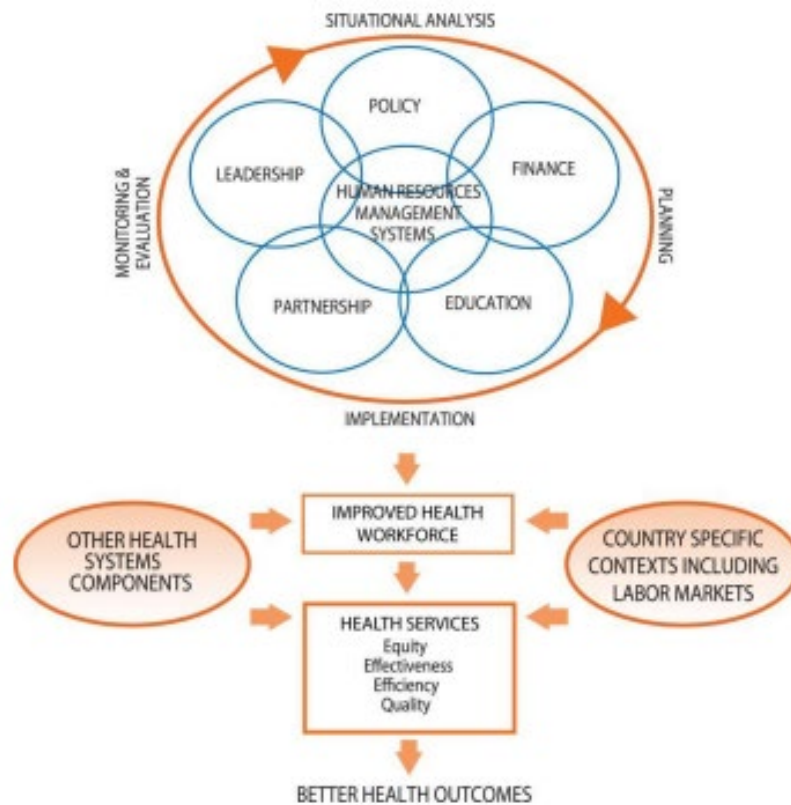 SITUATIONAL ANALYSIS
POLICY
LEADERSHIP
FINANCE
HUMAN RESOURCES
MANAGEMENT
SYSTEMS
MONITORING &
EVALUATION
PLANNING
PARTNERSHIP
EDUCATION
IMPLEMENTATION
IMPROVED HEALTH
WORKFORCE
OTHER HEALTH
SYSTEMS
COMPONENTS
COUNTRY SPECIFIC
CONTEXTS INCLUDING
LABOR MARKETS
HEALTH SERVICES
Equity
Effectiveness
Efficiency
Quality
BETTER HEALTH OUTCOMES